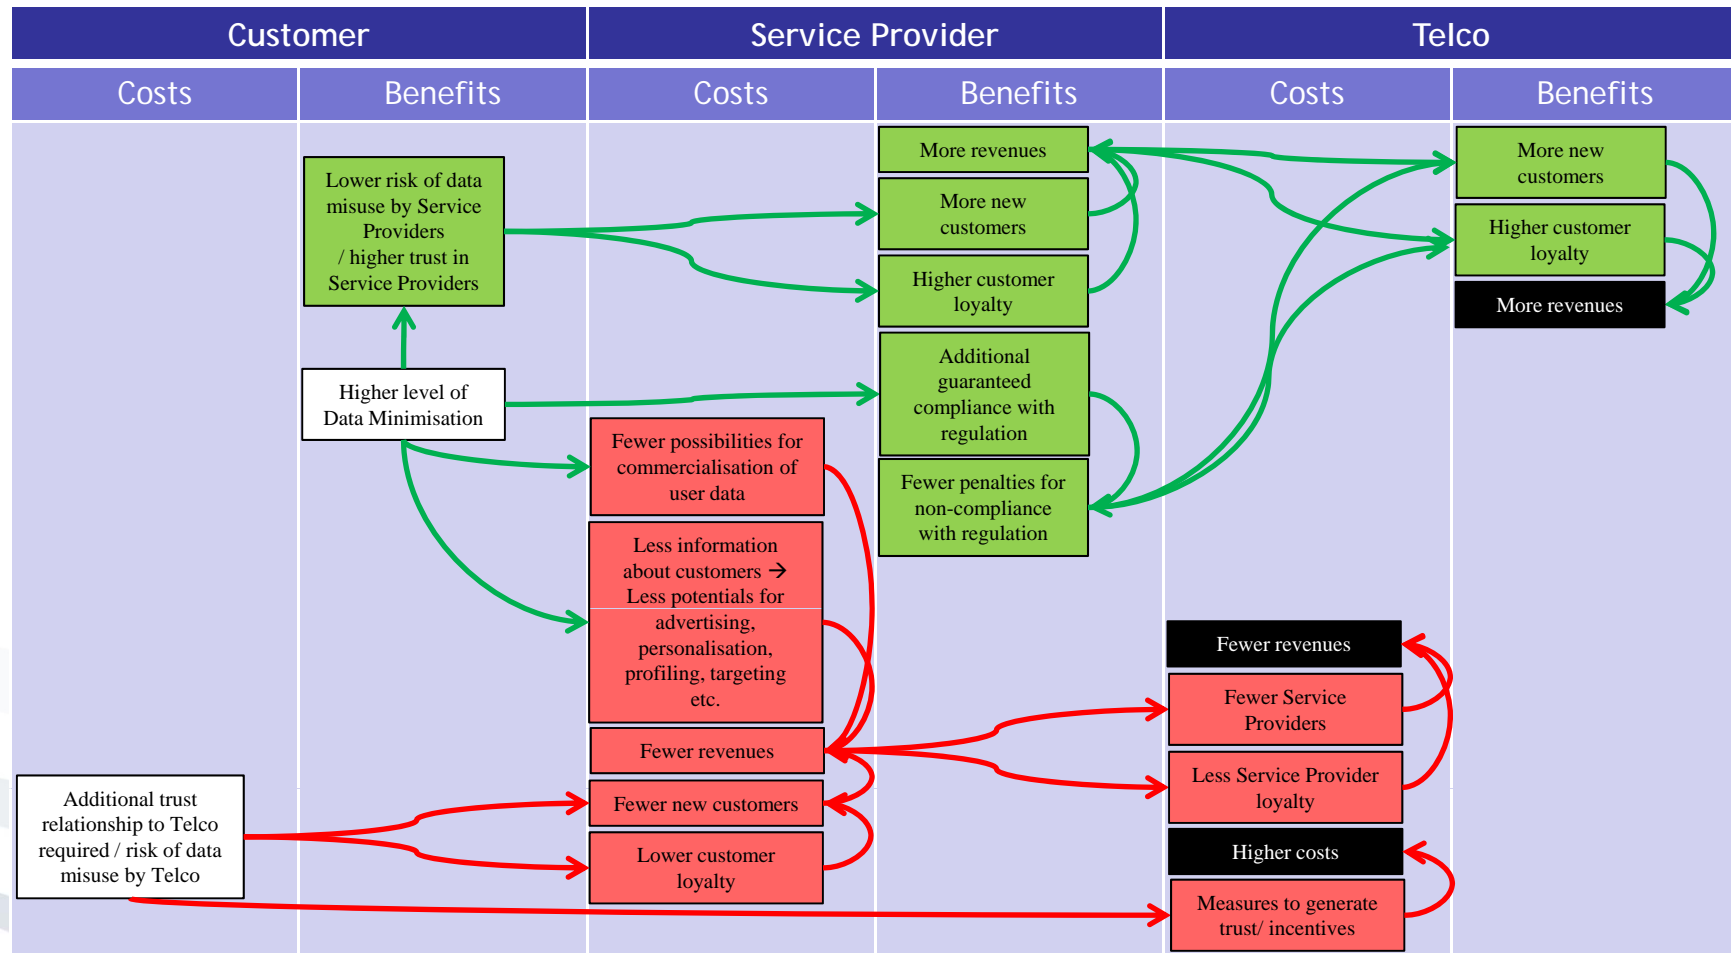 Customer
Service Provider
Telco
Costs
Benefits
Costs
Benefits
Costs
Benefits
Lower risk of data
misuse by Service
Providers
/ higher trust in
Service Providers
Higher level of
Data Minimisation
Additional trust
relationship to Telco
required / risk of data
misuse by Telco
Fewer possibilities for
commercialisation of
user data
Less information
about customers →
Less potentials for
advertising,
personalisation,
profiling, targeting
etc.
Fewer revenues
Fewer new customers
Lower customer
loyalty
More revenues
More new
customers
Higher customer
loyalty
Additional
guaranteed
compliance with
regulation
Fewer penalties for
non-compliance
with regulation
Fewer revenues
Fewer Service
Providers
Less Service Provider
loyalty
Higher costs
Measures to generate
trust/ incentives
More new
customers
Higher customer
loyalty
More revenues